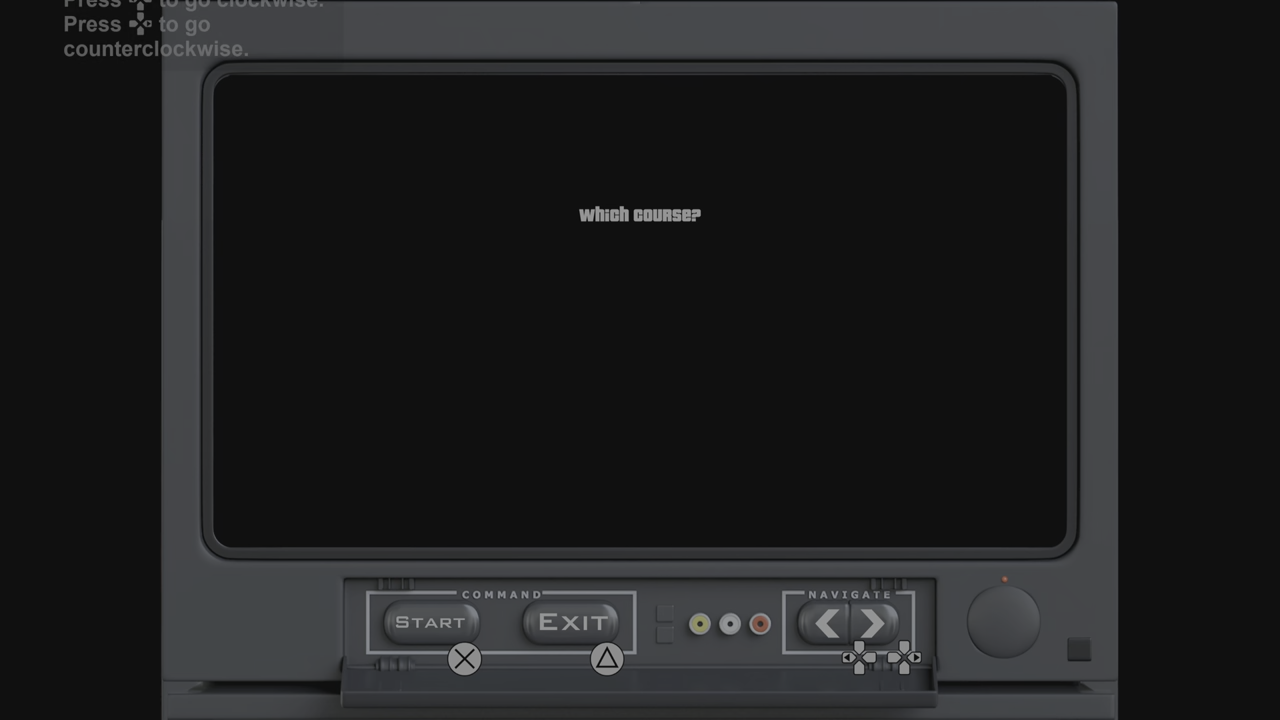 Press to go clockwise.
Press to go
counterclockwise.
which course?
COMMAND
START
EXIT
NAVIGATE